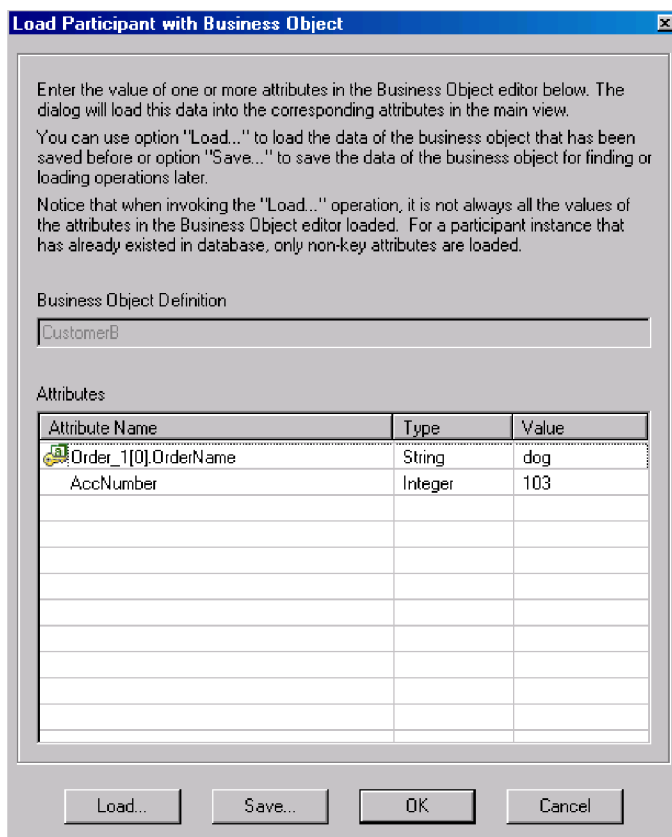 Load Participant with Business Object
Enter the value of one or more attributes in the Business Object editor below. The
dialog will load this data into the corresponding attributes in the main view.
You can use option "Load..." to load the data of the business object that has been
saved before or option "Save..." to save the data of the business object for finding or
loading operations later.
Notice that when invoking the "Load..." operation, it is not always all the values of
the attributes in the Business Object editor loaded. For a participant instance that
has already existed in database, only non-key attributes are loaded.
Business Object Definition
CustomerB
Attributes
Attribute Name Type Value
Order_1[0].OrderName String dog
AccNumber Integer 103
Load... Save... OK Cancel